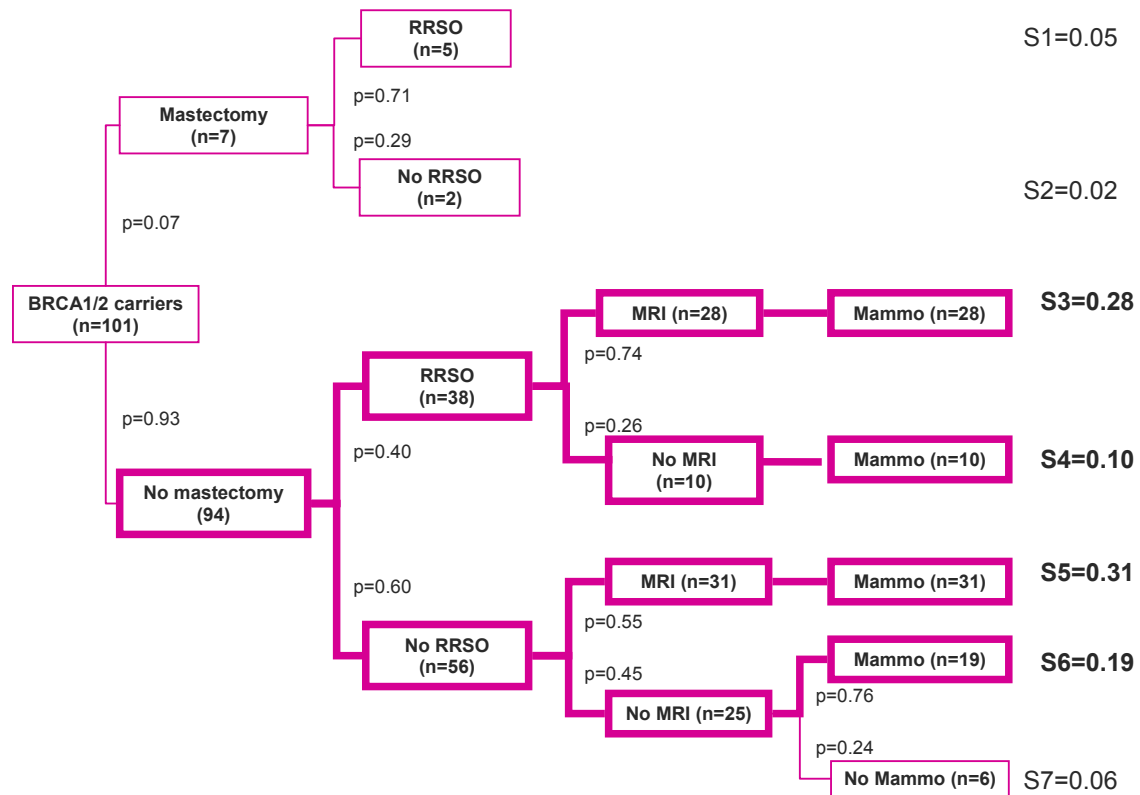 RRSO
(n=5)
S1=0.05
p=0.71
Mastectomy
(n=7)
p=0.29
No RRSO
(n=2)
S2=0.02
p=0.07
BRCA1/2 carriers
(n=101)
MRI (n=28)
Mammo (n=28)
S3=0.28
p=0.74
RRSO
(n=38)
p=0.93
p=0.40
p=0.26
No MRI
(n=10)
Mammo (n=10)
S4=0.10
No mastectomy
(94)
p=0.60
MRI (n=31)
Mammo (n=31)
S5=0.31
p=0.55
No RRSO
(n=56)
p=0.45
Mammo (n=19)
S6=0.19
p=0.76
No MRI (n=25)
p=0.24
No Mammo (n=6)
S7=0.06